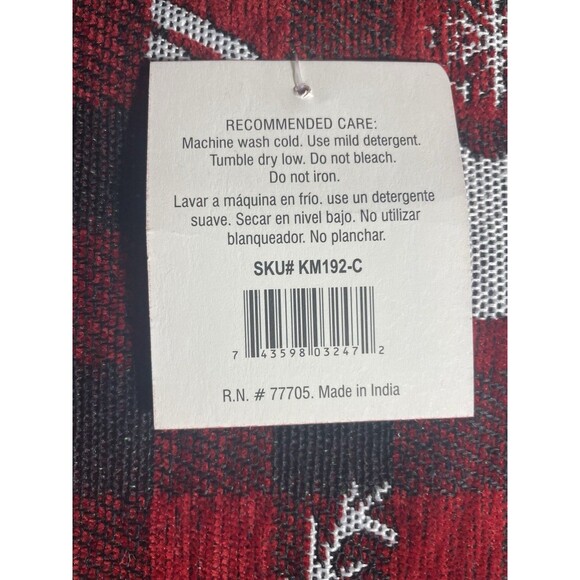 RECOMMENDED CARE:
Machine wash cold. Use mild detergent.
Tumble dry low. Do not bleach.
Do not iron.
Lavar a máquina en frío. use un detergente
suave. Secar en nivel bajo. No utilizar
blanqueador. No planchar.
SKU# KM192-C
7 43598 03247 2
R.N. # 77705. Made in India